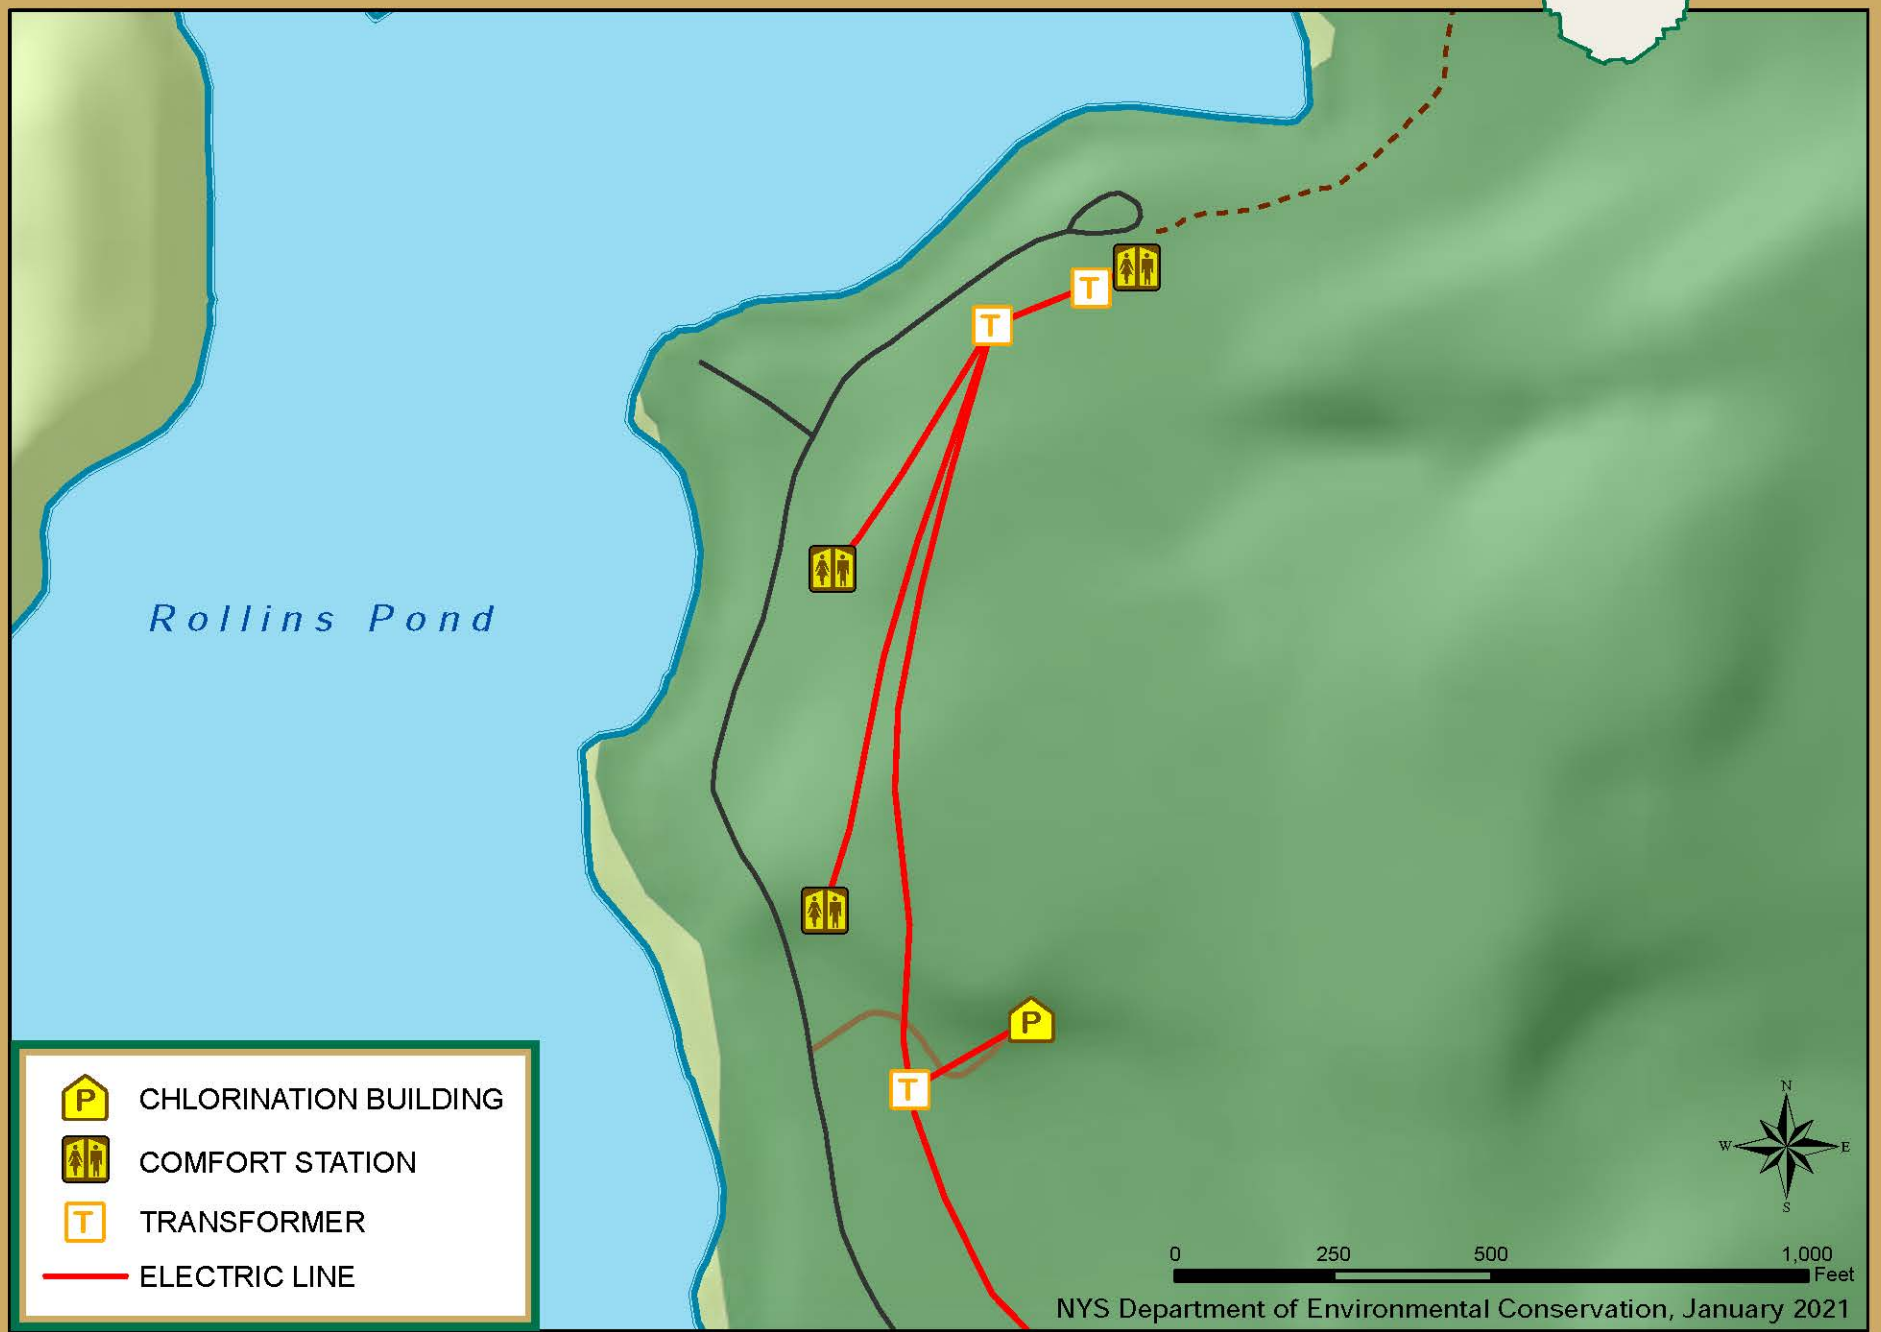 T
T
Rollins Pond
P
T
P CHLORINATION BUILDING
COMFORT STATION
T TRANSFORMER
ELECTRIC LINE
N
W E
S
0 250 500 1,000
Feet
NYS Department of Environmental Conservation, January 2021